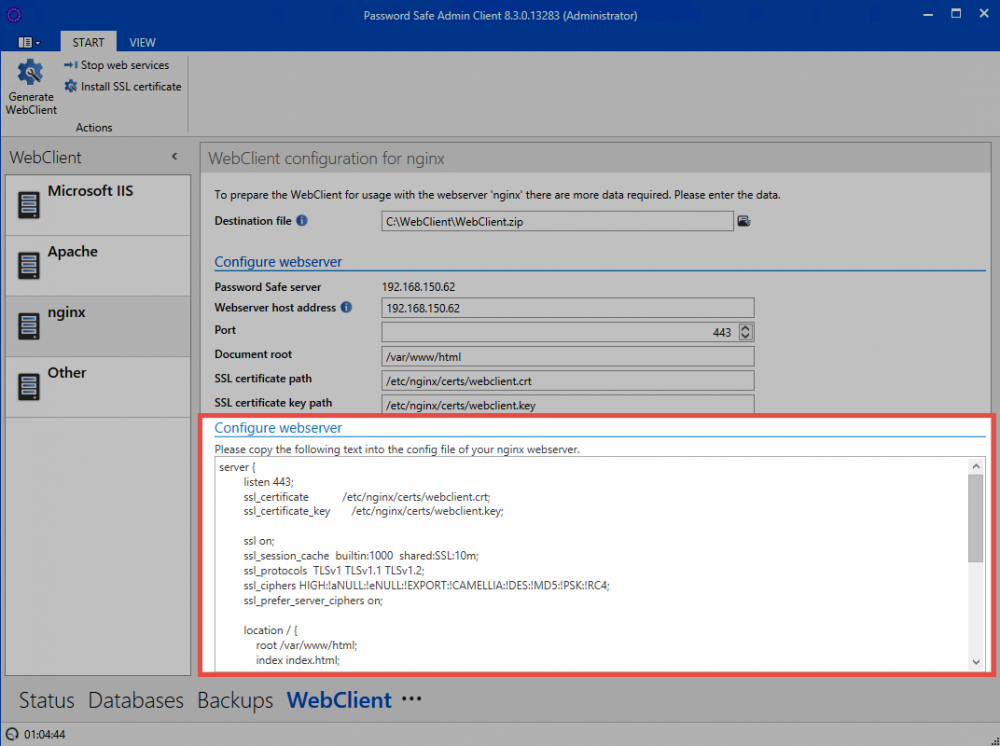 Password Safe Admin Client 8.3.0.13283 (Administrator)
START VIEW
Generate WebClient
Stop web services
Install SSL certificate
Actions
WebClient
Microsoft IIS
Apache
nginx
Other
WebClient configuration for nginx
To prepare the WebClient for usage with the webserver 'nginx' there are more data required. Please enter the data.
Destination file C:\WebClient\WebClient.zip
Configure webserver
Password Safe server 192.168.150.62
Webserver host address 192.168.150.62
Port 443
Document root /var/www/html
SSL certificate path /etc/nginx/certs/webclient.crt
SSL certificate key path /etc/nginx/certs/webclient.key
Configure webserver
Please copy the following text into the config file of your nginx webserver.
server {
listen 443;
ssl_certificate /etc/nginx/certs/webclient.crt;
ssl_certificate_key /etc/nginx/certs/webclient.key;
ssl on;
ssl_session_cache builtin:1000 shared:SSL:10m;
ssl_protocols TLSv1 TLSv1.1 TLSv1.2;
ssl_ciphers HIGH:!aNULL:!eNULL:!EXPORT:!CAMELLIA:!DES:!MD5:!PSK:!RC4;
ssl_prefer_server_ciphers on;
location / {
root /var/www/html;
index index.html;
Status Databases Backups WebClient ···
01:04:44